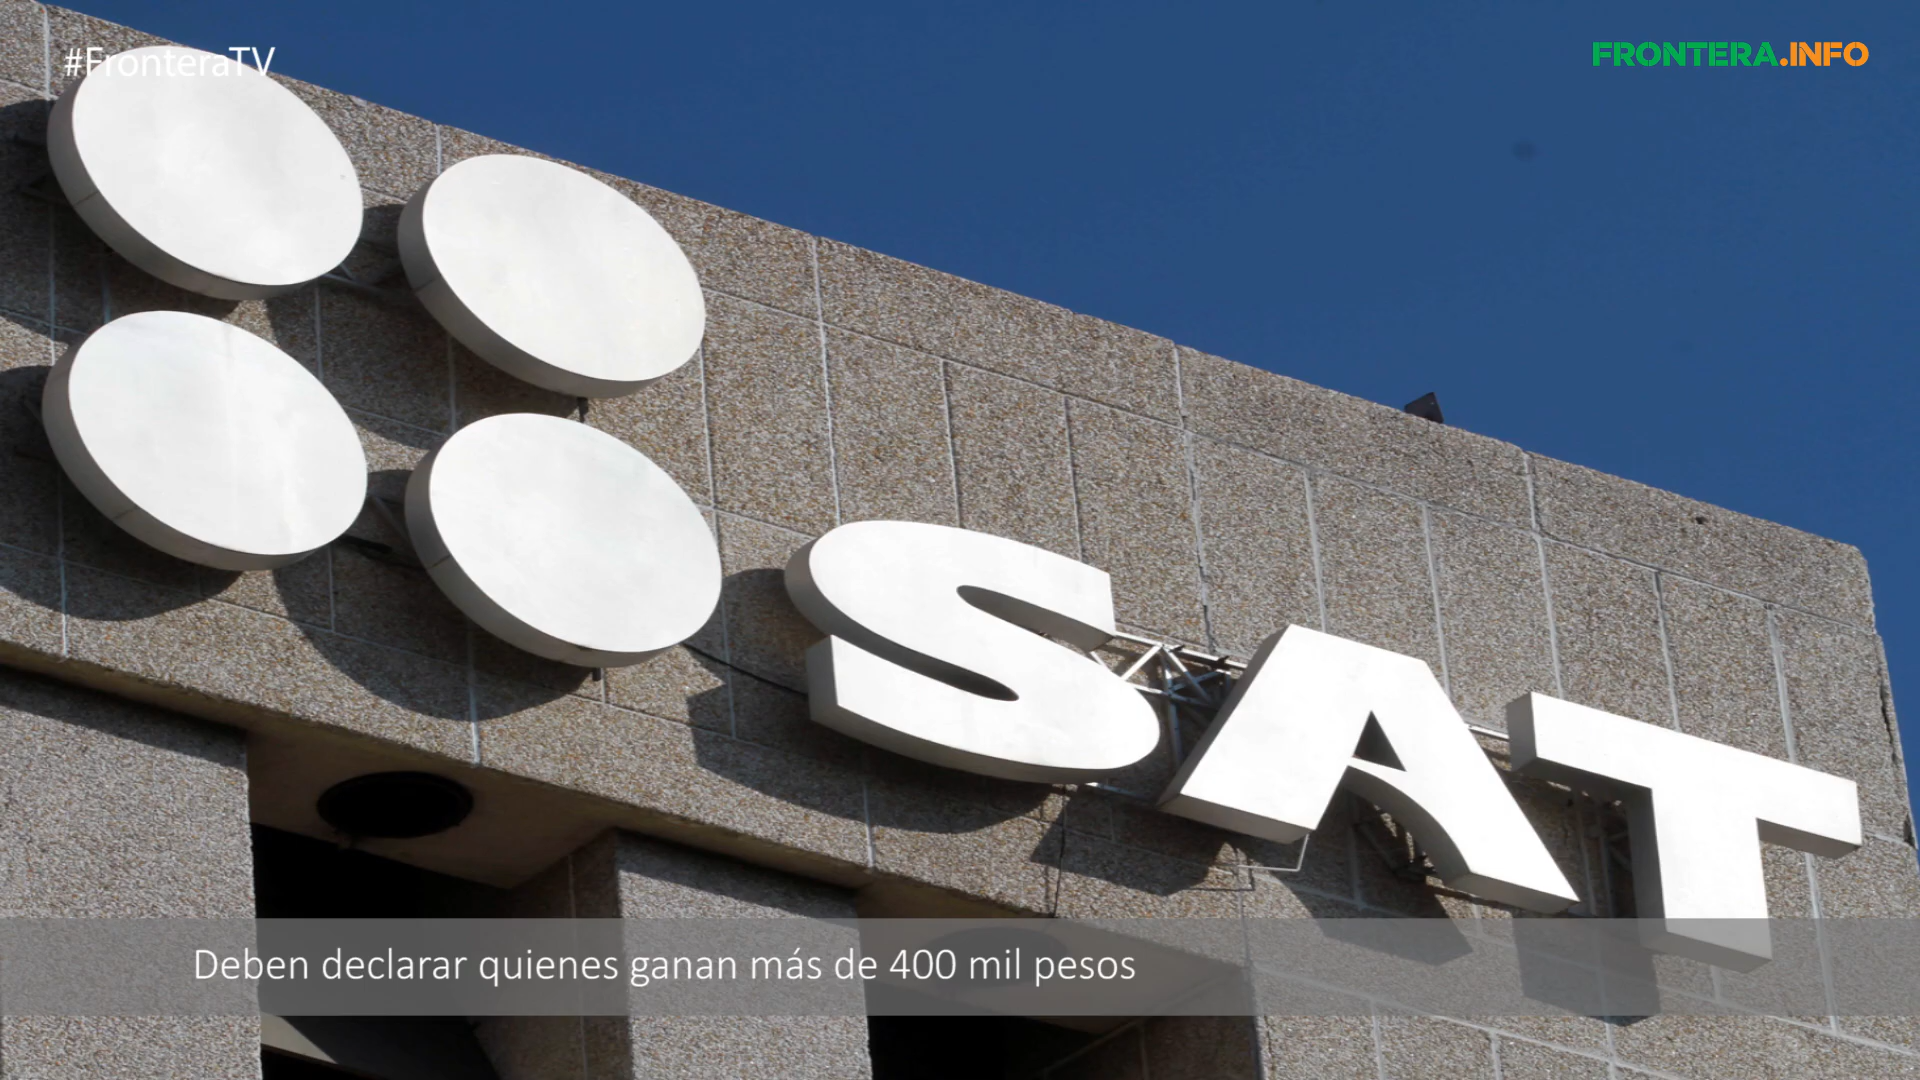 #FronteraTV
FRONTERA.INFO
SAT
Deben declarar quienes ganan más de 400 mil pesos